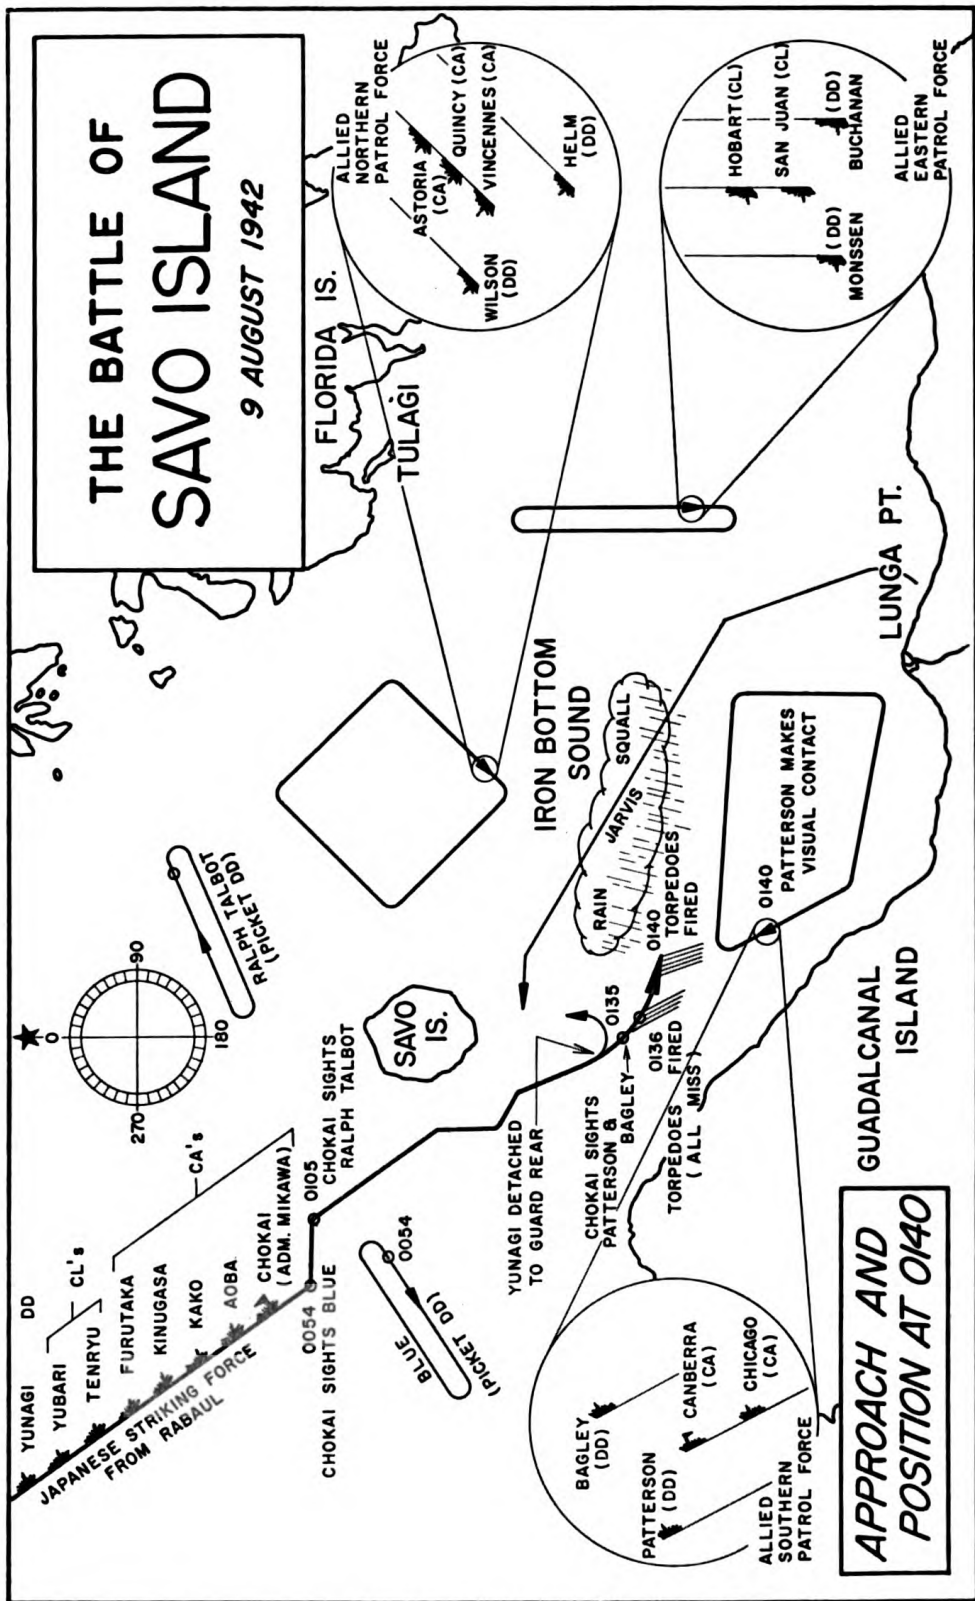 THE BATTLE OF
SAVO ISLAND
9 AUGUST 1942
YUNAGI DD
YUBARI
CL's
TENRYU
FURUTAKA
KINUGASA
CA's
KAKO
AOBA
CHOKAI
(ADM. MIKAWA)
JAPANESE STRIKING FORCE
FROM RABAUL
0054
CHOKAI SIGHTS BLUE
0105
CHOKAI SIGHTS
RALPH TALBOT
0
90
180
270
RALPH TALBOT
(PICKET DD)
BLUE
(PICKET DD)
0054
SAVO
IS.
FLORIDA IS.
TULAGI
ALLIED
NORTHERN
PATROL FORCE
ASTORIA
(CA)
QUINCY (CA)
VINCENNES (CA)
WILSON
(DD)
HELM
(DD)
IRON BOTTOM
SOUND
RAIN
SQUALL
JARVIS
YUNAGI DETACHED
TO GUARD REAR
CHOKAI SIGHTS
PATTERSON &
BAGLEY
0135
0136
FIRED
TORPEDOES
(ALL MISS)
0140
TORPEDOES
FIRED
0140
PATTERSON MAKES
VISUAL CONTACT
HOBART (CL)
SAN JUAN (CL)
MONSSEN
(DD)
(DD)
BUCHANAN
ALLIED
EASTERN
PATROL FORCE
LUNGA PT.
GUADALCANAL
ISLAND
BAGLEY
(DD)
PATTERSON
(DD)
CANBERRA
(CA)
CHICAGO
(CA)
ALLIED
SOUTHERN
PATROL FORCE
APPROACH AND
POSITION AT 0140